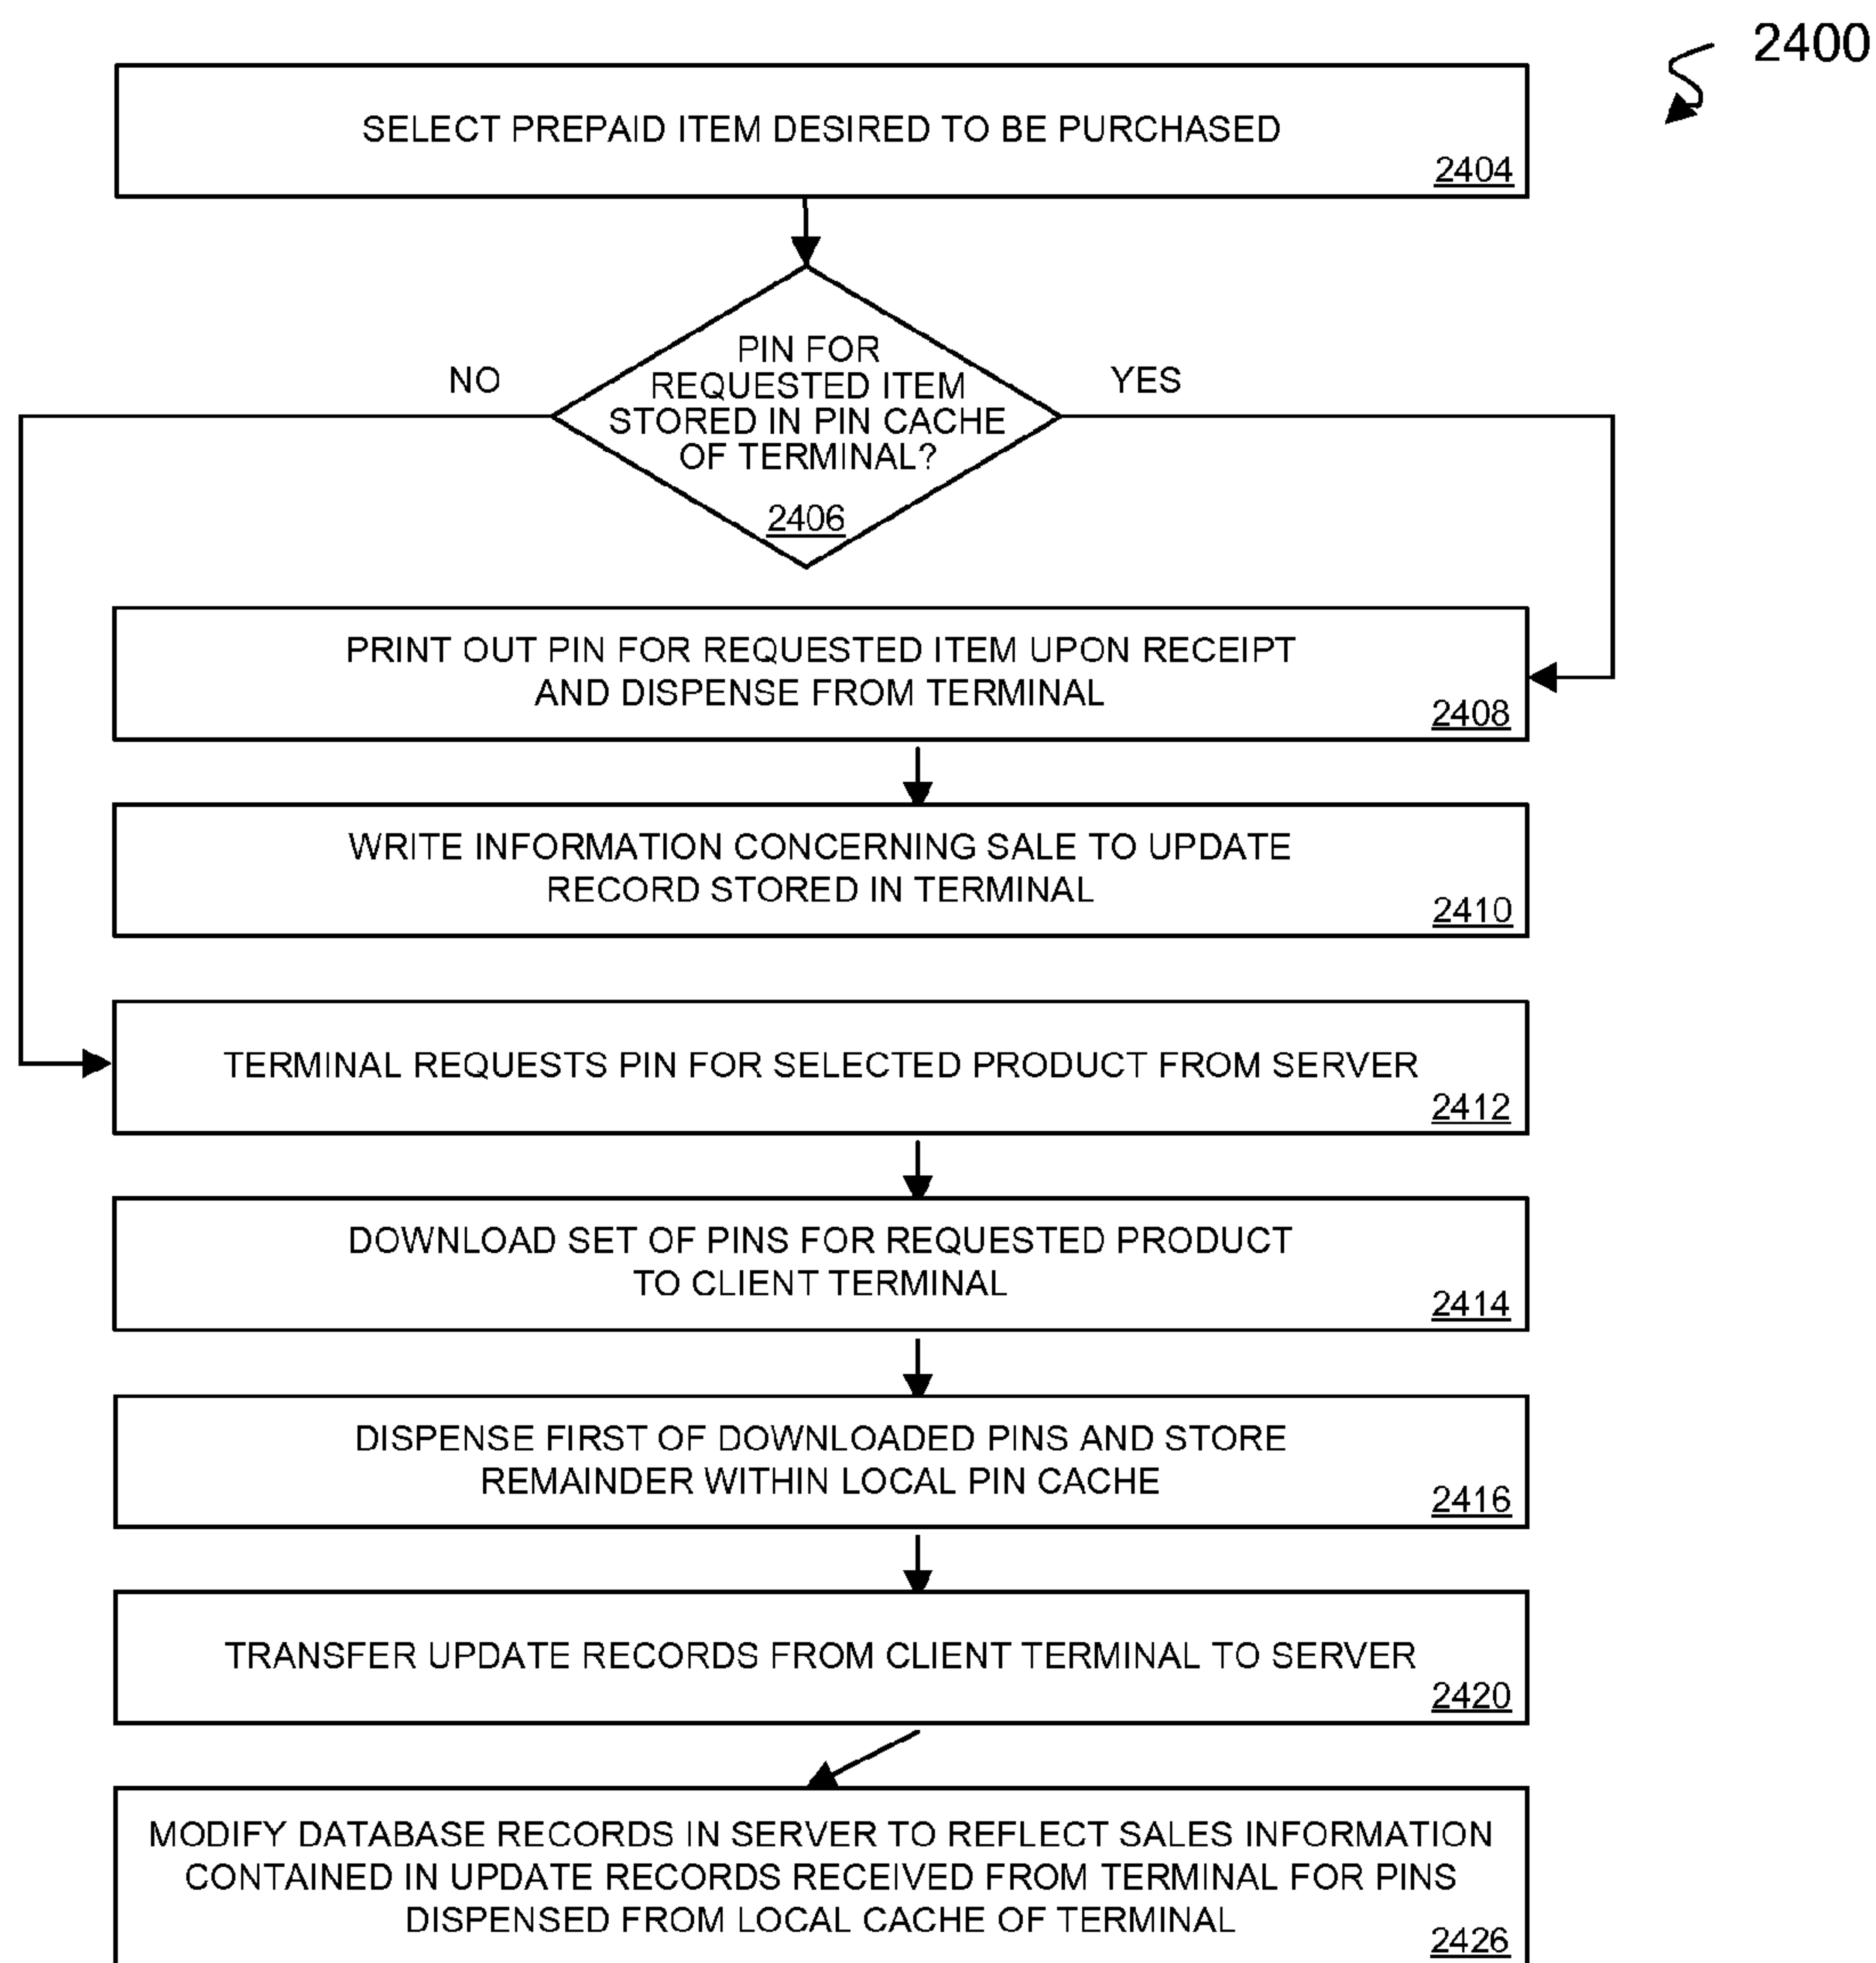 2400
SELECT PREPAID ITEM DESIRED TO BE PURCHASED
2404
PIN FOR
REQUESTED ITEM
STORED IN PIN CACHE
OF TERMINAL?
2406
NO
YES
PRINT OUT PIN FOR REQUESTED ITEM UPON RECEIPT
AND DISPENSE FROM TERMINAL
2408
WRITE INFORMATION CONCERNING SALE TO UPDATE
RECORD STORED IN TERMINAL
2410
TERMINAL REQUESTS PIN FOR SELECTED PRODUCT FROM SERVER
2412
DOWNLOAD SET OF PINS FOR REQUESTED PRODUCT
TO CLIENT TERMINAL
2414
DISPENSE FIRST OF DOWNLOADED PINS AND STORE
REMAINDER WITHIN LOCAL PIN CACHE
2416
TRANSFER UPDATE RECORDS FROM CLIENT TERMINAL TO SERVER
2420
MODIFY DATABASE RECORDS IN SERVER TO REFLECT SALES INFORMATION
CONTAINED IN UPDATE RECORDS RECEIVED FROM TERMINAL FOR PINS
DISPENSED FROM LOCAL CACHE OF TERMINAL
2426